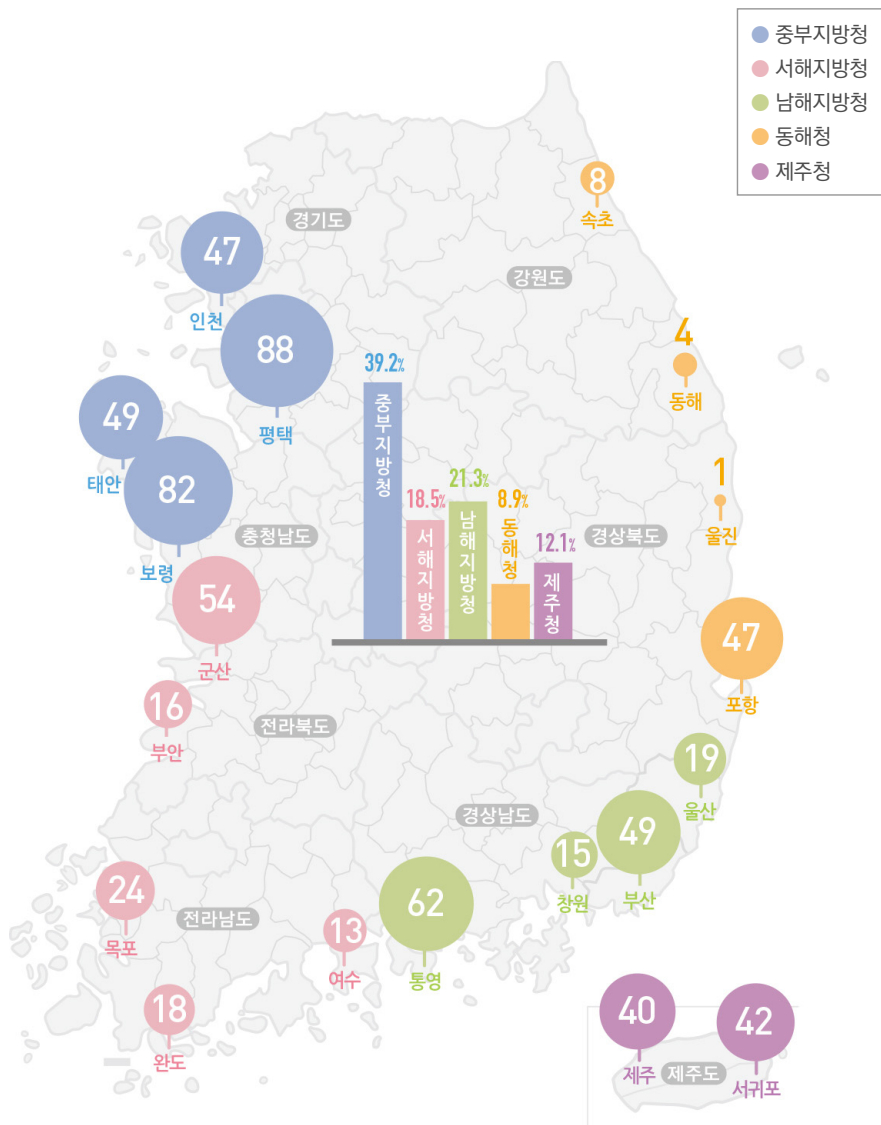 중부지방청
서해지방청
남해지방청
동해청
제주청
8
속초
경기도
47
인천
강원도
88
평택
4
동해
49
태안
82
보령
39.2%
중부지방청
18.5%
서해지방청
21.3%
남해지방청
8.9%
동해청
12.1%
제주청
1
울진
충청남도
경상북도
54
군산
47
포항
16
부안
전라북도
19
울산
경상남도
49
부산
15
창원
62
통영
24
목포
전라남도
13
여수
18
완도
40
제주
제주도
42
서귀포